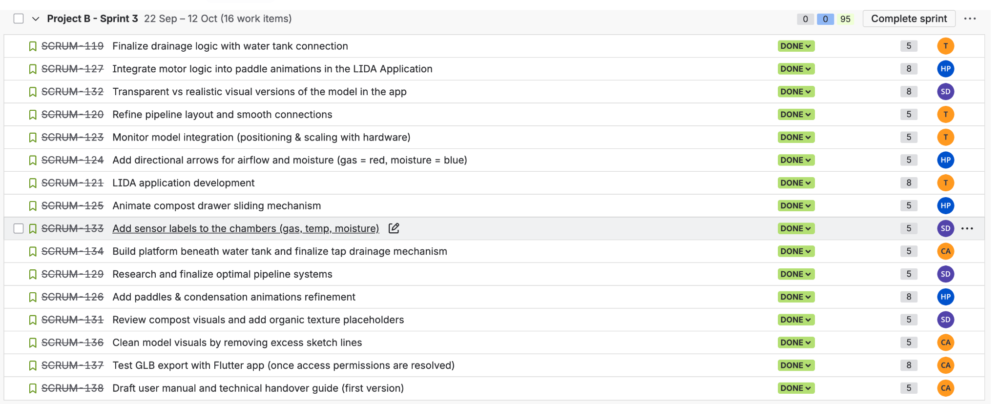 Project B - Sprint 3 22 Sep – 12 Oct (16 work items) 0 0 95 Complete sprint
SCRUM-119 Finalize drainage logic with water tank connection DONE 5 T
SCRUM-127 Integrate motor logic into paddle animations in the LIDA Application DONE 8 HP
SCRUM-132 Transparent vs realistic visual versions of the model in the app DONE 8 SD
SCRUM-120 Refine pipeline layout and smooth connections DONE 5 T
SCRUM-123 Monitor model integration (positioning & scaling with hardware) DONE 5 T
SCRUM-124 Add directional arrows for airflow and moisture (gas = red, moisture = blue) DONE 5 HP
SCRUM-121 LIDA application development DONE 8 T
SCRUM-125 Animate compost drawer sliding mechanism DONE 5 HP
SCRUM-133 Add sensor labels to the chambers (gas, temp, moisture) DONE 5 SD
SCRUM-134 Build platform beneath water tank and finalize tap drainage mechanism DONE 5 CA
SCRUM-129 Research and finalize optimal pipeline systems DONE 5 SD
SCRUM-126 Add paddles & condensation animations refinement DONE 8 HP
SCRUM-131 Review compost visuals and add organic texture placeholders DONE 5 SD
SCRUM-136 Clean model visuals by removing excess sketch lines DONE 5 CA
SCRUM-137 Test GLB export with Flutter app (once access permissions are resolved) DONE 8 CA
SCRUM-138 Draft user manual and technical handover guide (first version) DONE 5 CA